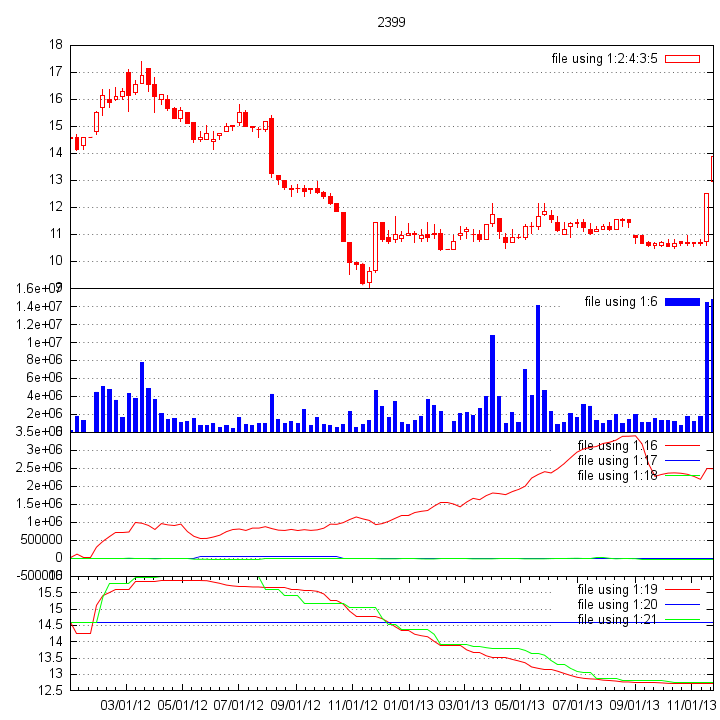 2399
18
file using 1:2:4:3:5
17
16
15
14
13
12
11
10
9
1.6e+07
file using 1:6
1.4e+07
1.2e+07
1e+07
8e+06
6e+06
4e+06
2e+06
0
3.5e+06
file using 1:16
3e+06
file using 1:17
2.5e+06
file using 1:18
2e+06
1.5e+06
1e+06
500000
0
-500000
16
15.5
file using 1:19
15
file using 1:20
14.5
file using 1:21
14
13.5
13
12.5
03/01/12 05/01/12 07/01/12 09/01/12 11/01/12 01/01/13 03/01/13 05/01/13 07/01/13 09/01/13 11/01/13